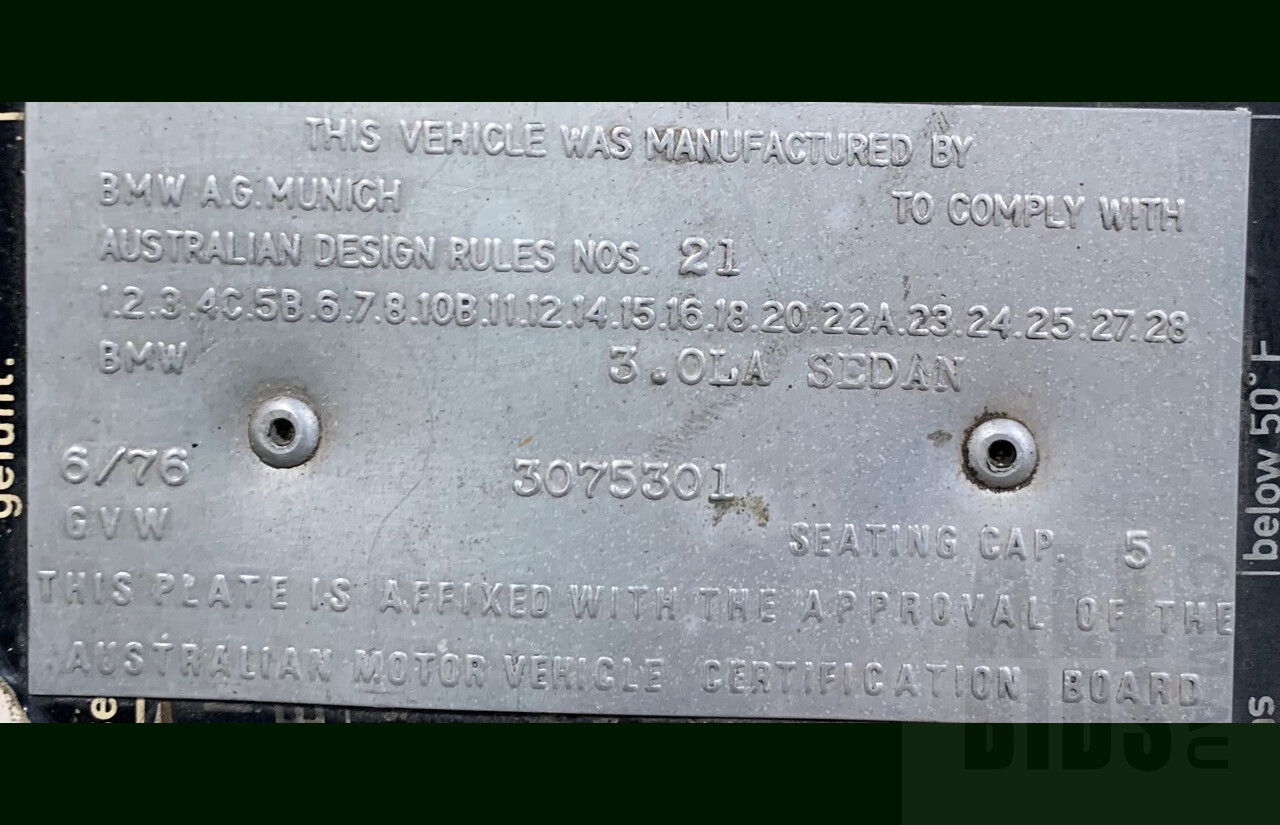 THIS VEHICLE WAS MANUFACTURED BY
BMW A.G. MUNICH TO COMPLY WITH
AUSTRALIAN DESIGN RULES NOS. 21
1.2.3.4C.5B.6.7.8.10B.11.12.14.15.16.18.20.22A.23.24.25.27.28
BMW 3.0LA SEDAN
6/76 3075301
GVW SEATING CAP. 5
THIS PLATE IS AFFIXED WITH THE APPROVAL OF THE
AUSTRALIAN MOTOR VEHICLE CERTIFICATION BOARD
below 50° F